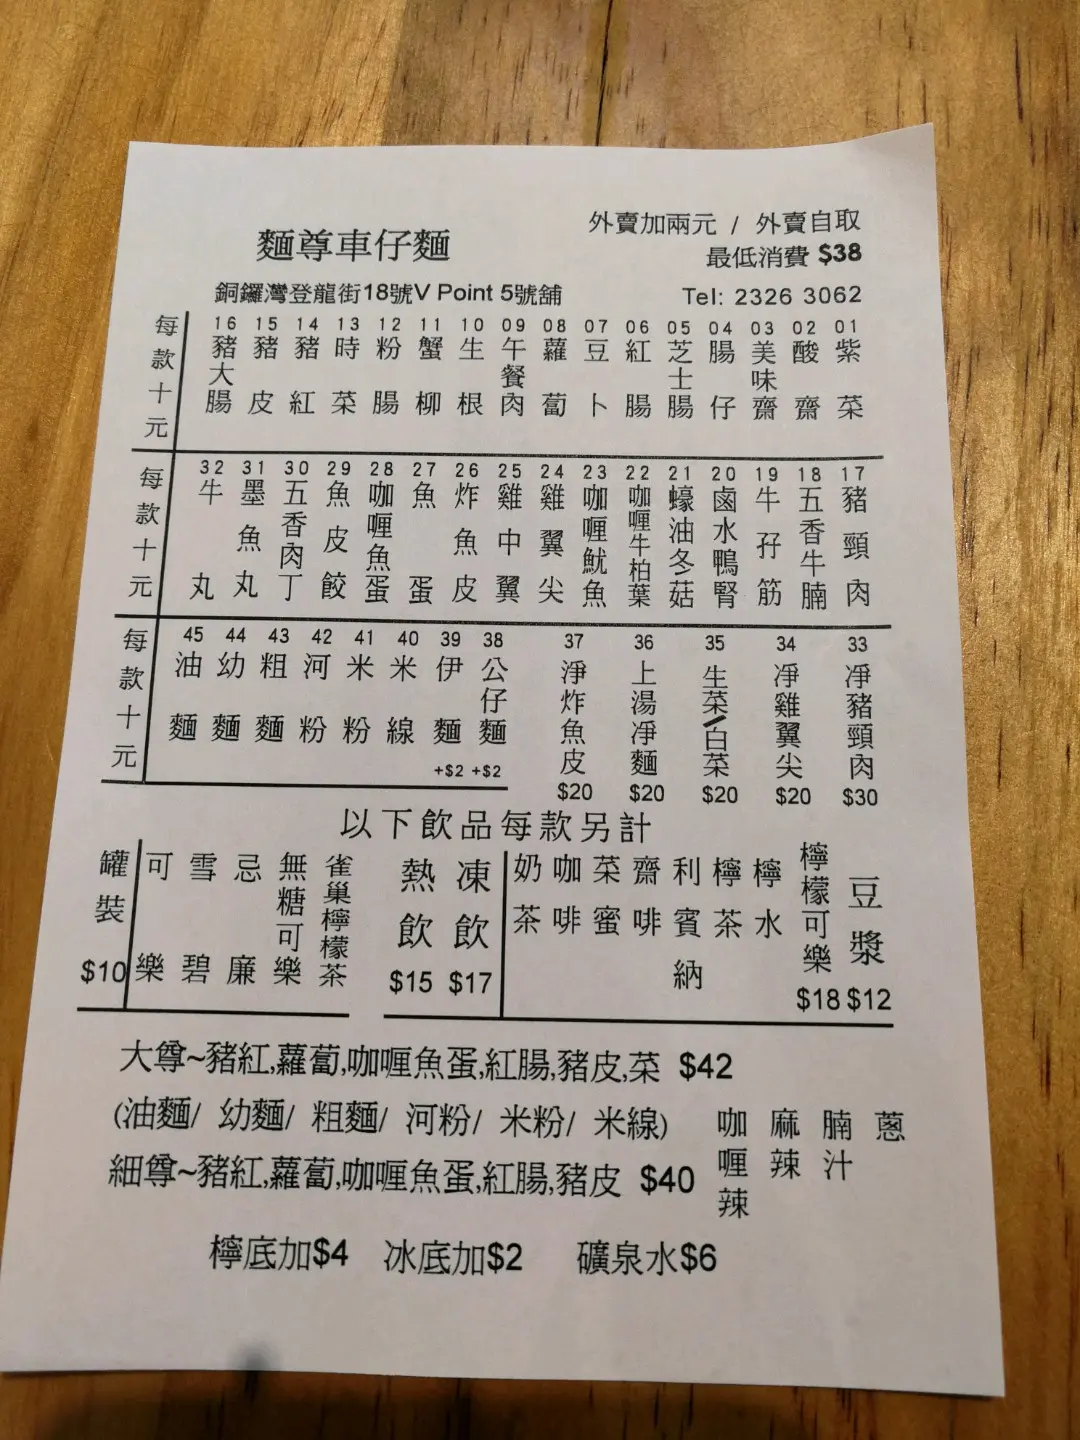 外賣加兩元 / 外賣自取
麵尊車仔麵
最低消費 $38
銅鑼灣登龍街18號V Point 5號舖
Tel: 2326 3062
每款十元
01 紫菜
02 酸齋
03 美味齋
04 腸仔
05 芝士腸
06 紅腸
07 豆卜
08 蘿蔔
09 午餐肉
10 生根
11 蟹柳
12 粉腸
13 時菜
14 豬紅
15 豬皮
16 豬大腸
每款十元
17 豬頸肉
18 五香牛腩
19 牛孖筋
20 鹵水鴨腎
21 蠔油冬菇
22 咖喱牛柏葉
23 咖喱魷魚
24 雞翼尖
25 雞中翼
26 炸魚皮
27 魚蛋
28 咖喱魚蛋
29 魚皮餃
30 五香肉丁
31 墨魚丸
32 牛丸
33 淨豬頸肉 $30
34 淨雞翼尖 $20
35 生菜/白菜 $20
36 上湯淨麵 $20
37 淨炸魚皮 $20
每款十元
38 公仔麵 +$2
39 伊麵 +$2
40 米線
41 米粉
42 河粉
43 粗麵
44 幼麵
45 油麵
以下飲品每款另計
豆漿 $12
檸檬可樂 $18
檸水
檸茶
利賓納
齋啡
菜蜜
咖啡
奶茶
凍飲 $17
熱飲 $15
雀巢檸檬茶
無糖可樂
忌廉
雪碧
可樂
罐裝 $10
大尊~豬紅,蘿蔔,咖喱魚蛋,紅腸,豬皮,菜 $42
(油麵/ 幼麵/ 粗麵/ 河粉/ 米粉/ 米線)
細尊~豬紅,蘿蔔,咖喱魚蛋,紅腸,豬皮 $40
蔥
腩汁
麻辣
咖喱辣
檸底加$4 冰底加$2 礦泉水$6